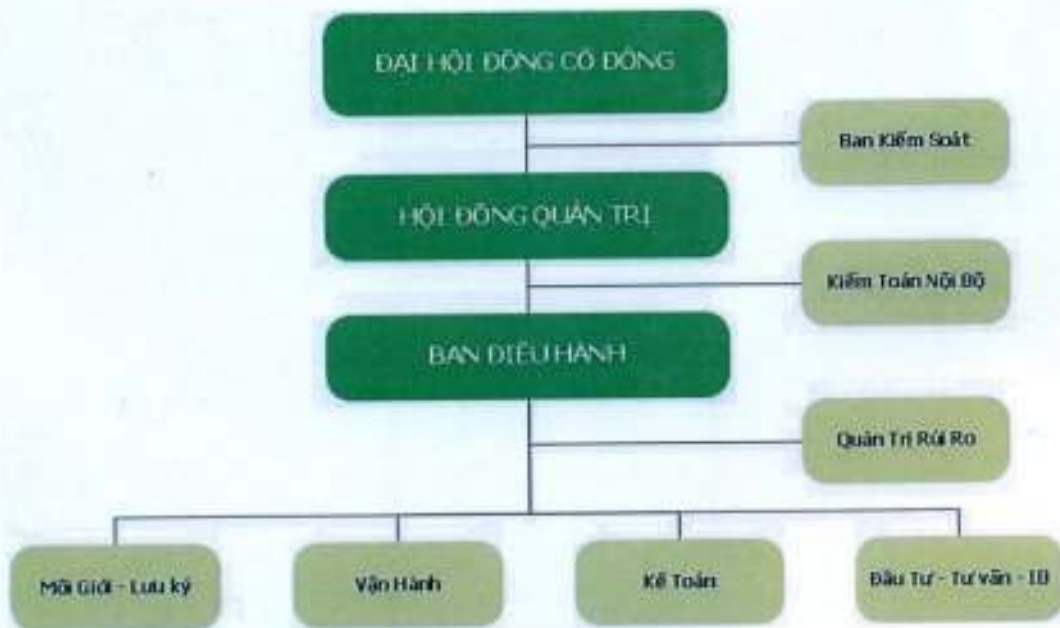 ĐẠI HỘI ĐỒNG CỔ ĐÔNG
Ban Kiểm Soát
HỘI ĐỒNG QUẢN TRỊ
Kiểm Toán Nội Bộ
BAN ĐIỀU HÀNH
Quản Trị Rủi Ro
Môi Giới - Lưu ký
Vận Hành
Kế Toán
Đầu Tư - Tư vấn - IB